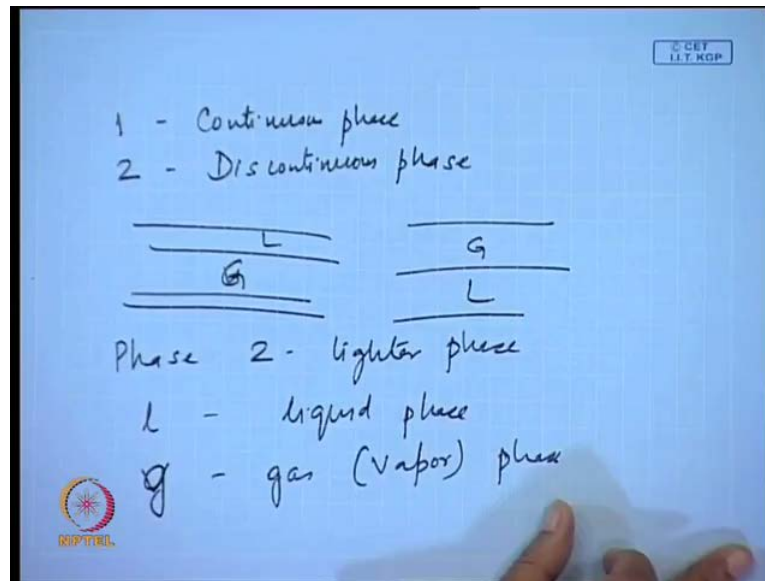 © CET
I.I.T. KGP
1 - Continuous phase
2 - Discontinuous phase
L G
G L
Phase 2 - lighter phase
l - liquid phase
g - gas (vapor) phase
NPTEL